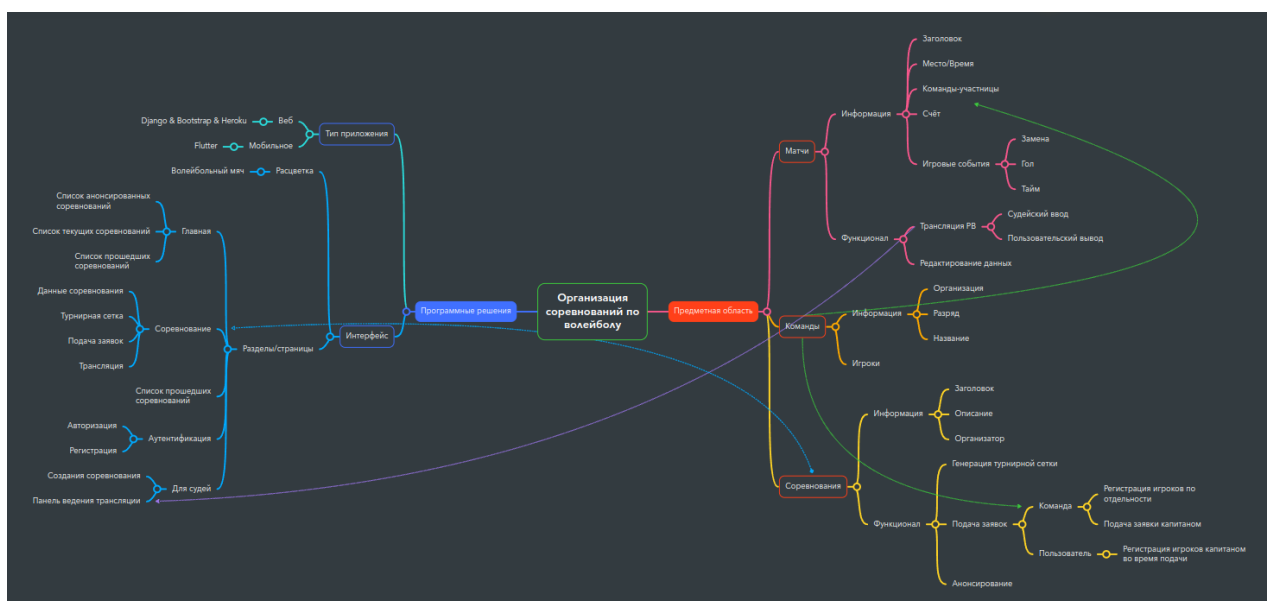 Организация
соревнований по
волейболу
Программные решения
Тип приложения
Веб
Django & Bootstrap & Heroku
Мобильное
Flutter
Интерфейс
Расцветка
Волейбольный мяч
Разделы/страницы
Главная
Список анонсированных
соревнований
Список текущих соревнований
Список прошедших
соревнований
Соревнование
Данные соревнования
Турнирная сетка
Подача заявок
Трансляция
Список прошедших
соревнований
Аутентификация
Авторизация
Регистрация
Для судей
Создания соревнования
Панель ведения трансляции
Предметная область
Матчи
Информация
Заголовок
Место/Время
Команды-участницы
Счёт
Игровые события
Замена
Гол
Тайм
Функционал
Трансляция РВ
Судейский ввод
Пользовательский вывод
Редактирование данных
Команды
Информация
Организация
Разряд
Название
Игроки
Соревнования
Информация
Заголовок
Описание
Организатор
Функционал
Генерация турнирной сетки
Подача заявок
Команда
Регистрация игроков по
отдельности
Подача заявки капитаном
Пользователь
Регистрация игроков капитаном
во время подачи
Анонсирование